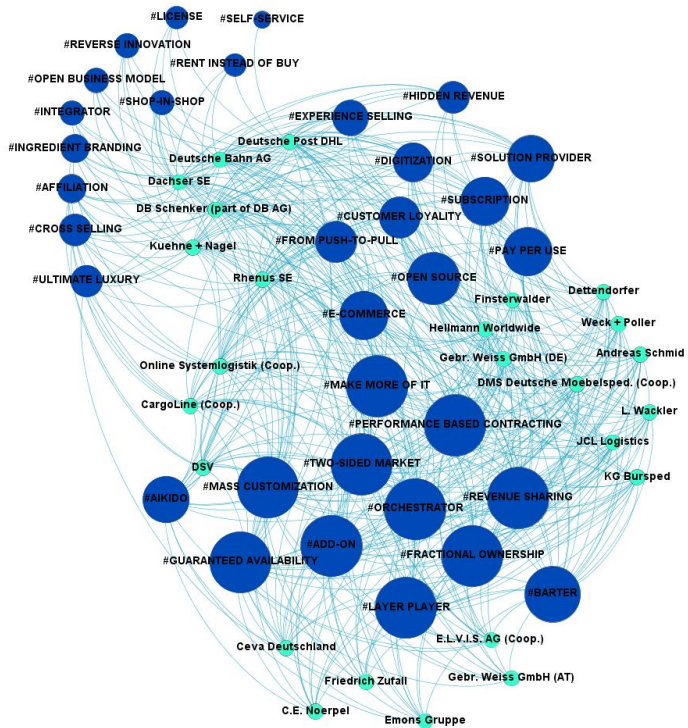 #LICENSE
#SELF-SERVICE
#REVERSE INNOVATION
#RENT INSTEAD OF BUY
#OPEN BUSINESS MODEL
#HIDDEN REVENUE
#SHOP-IN-SHOP
#INTEGRATOR
#EXPERIENCE SELLING
Deutsche Post DHL
#INGREDIENT BRANDING
Deutsche Bahn AG
#DIGITIZATION
#SOLUTION PROVIDER
Dachser SE
#AFFILIATION
#SUBSCRIPTION
DB Schenker (part of DB AG)
#CUSTOMER LOYALTY
#CROSS SELLING
Kuehne + Nagel
#FROM PUSH-TO-PULL
#PAY PER USE
#ULTIMATE LUXURY
Rhenus SE
#OPEN SOURCE
Dettendorfer
Finsterwalder
#E-COMMERCE
Weck + Poller
Hellmann Worldwide
Andreas Schmid
Gebr. Weiss GmbH (DE)
Online Systemlogistik (Coop.)
#MAKE MORE OF IT
DMS Deutsche Moebelsped. (Coop.)
CargoLine (Coop.)
L. Wackler
#PERFORMANCE BASED CONTRACTING
JCL Logistics
DSV
#TWO-SIDED MARKET
KG Bursped
#MASS CUSTOMIZATION
#AIKIDO
#REVENUE SHARING
#ORCHESTRATOR
#ADD-ON
#GUARANTEED AVAILABILITY
#FRACTIONAL OWNERSHIP
#BARTER
#LAYER PLAYER
E.L.V.I.S. AG (Coop.)
Ceva Deutschland
Gebr. Weiss GmbH (AT)
Friedrich Zufall
C.E. Noerpel
Emons Gruppe